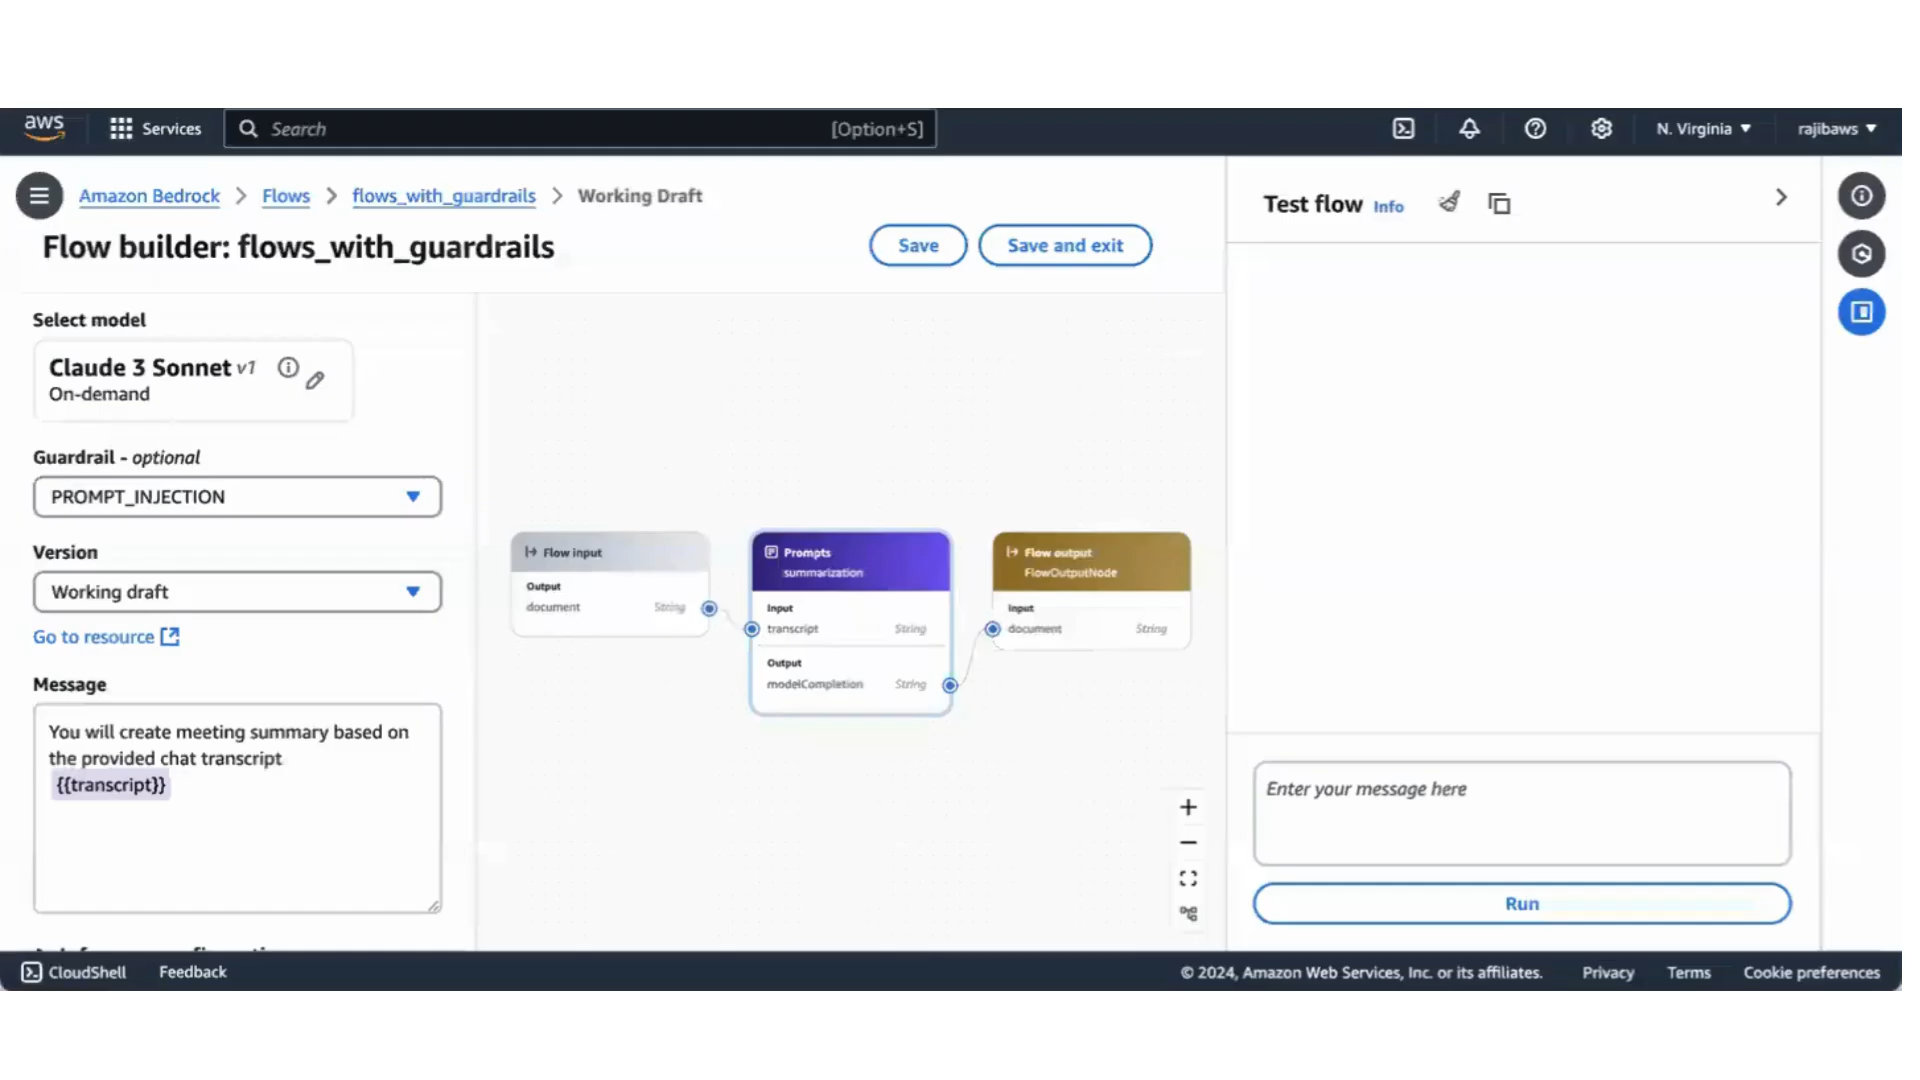 aws
Services
Search
[Option+S]
N. Virginia
rajibaws
Amazon Bedrock
Flows
flows_with_guardrails
Working Draft
Flow builder: flows_with_guardrails
Save
Save and exit
Select model
Claude 3 Sonnet v1
On-demand
Guardrail - optional
PROMPT_INJECTION
Version
Working draft
Go to resource
Message
You will create meeting summary based on
the provided chat transcript
{{transcript}}
Flow input
Output
document String
Prompts
summarization
Input
transcript String
Output
modelCompletion String
Flow output
FlowOutputNode
Input
document String
Test flow Info
Enter your message here
Run
CloudShell
Feedback
© 2024, Amazon Web Services, Inc. or its affiliates.
Privacy
Terms
Cookie preferences